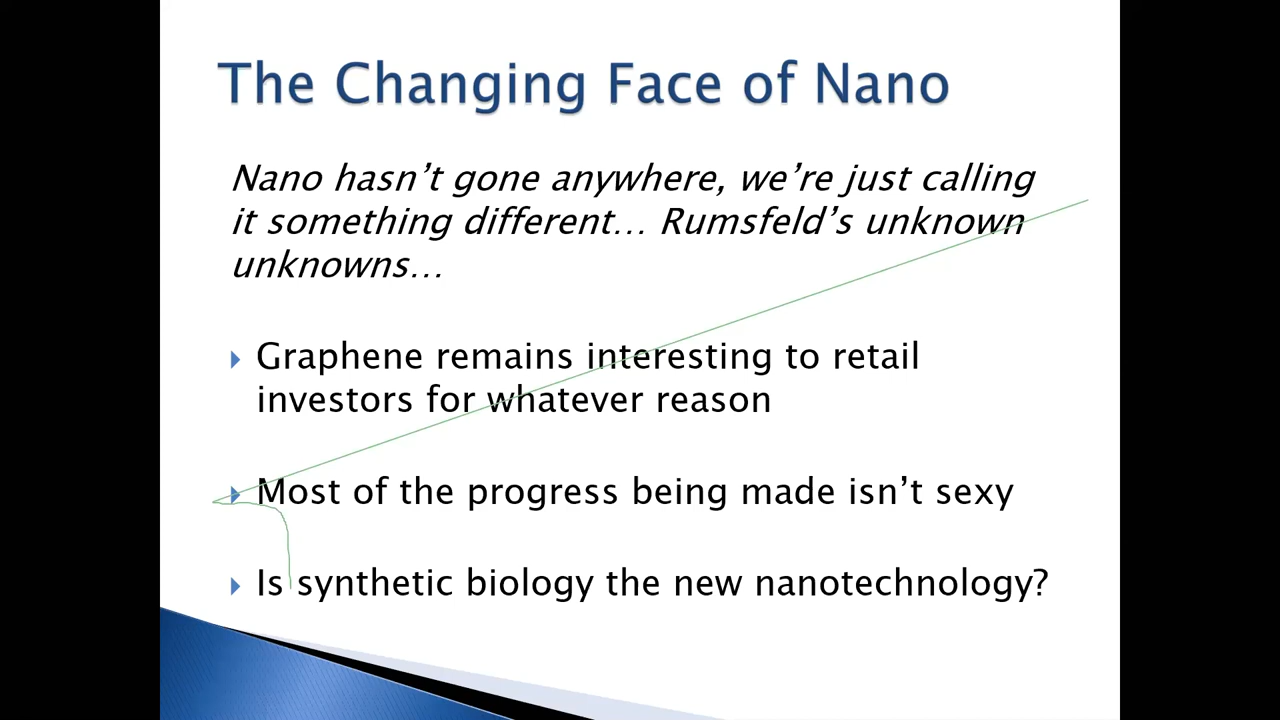 The Changing Face of Nano
Nano hasn’t gone anywhere, we’re just calling
it something different… Rumsfeld’s unknown
unknowns…
Graphene remains interesting to retail
investors for whatever reason
Most of the progress being made isn’t sexy
Is synthetic biology the new nanotechnology?